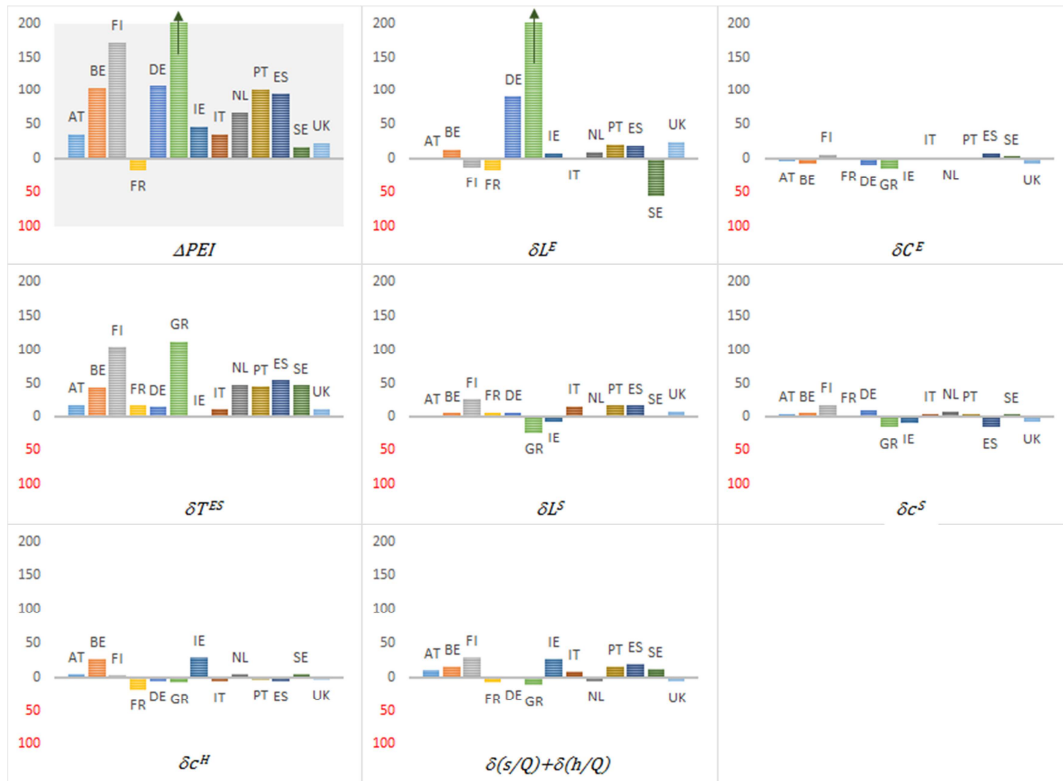 200
150
100
50
0
50
100
AT
BE
FI
FR
DE
IE
IT
NL
PT
ES
SE
UK
ΔPEI
200
150
100
50
0
50
100
AT
BE
FI
FR
DE
IE
IT
NL
PT
ES
SE
UK
δL^E
200
150
100
50
0
50
100
AT
BE
FI
FR
DE
GR
IE
IT
NL
PT
ES
SE
UK
δC^E
200
150
100
50
0
50
100
AT
BE
FI
FR
DE
GR
IE
IT
NL
PT
ES
SE
UK
δT^ES
200
150
100
50
0
50
100
AT
BE
FI
FR
DE
GR
IE
IT
NL
PT
ES
SE
UK
δL^S
200
150
100
50
0
50
100
AT
BE
FI
FR
DE
GR
IE
IT
NL
PT
ES
SE
UK
δc^S
200
150
100
50
0
50
100
AT
BE
FI
FR
DE
GR
IE
IT
NL
PT
ES
SE
UK
δc^H
200
150
100
50
0
50
100
AT
BE
FI
FR
DE
GR
IE
IT
NL
PT
ES
SE
UK
δ(s/Q)+δ(h/Q)